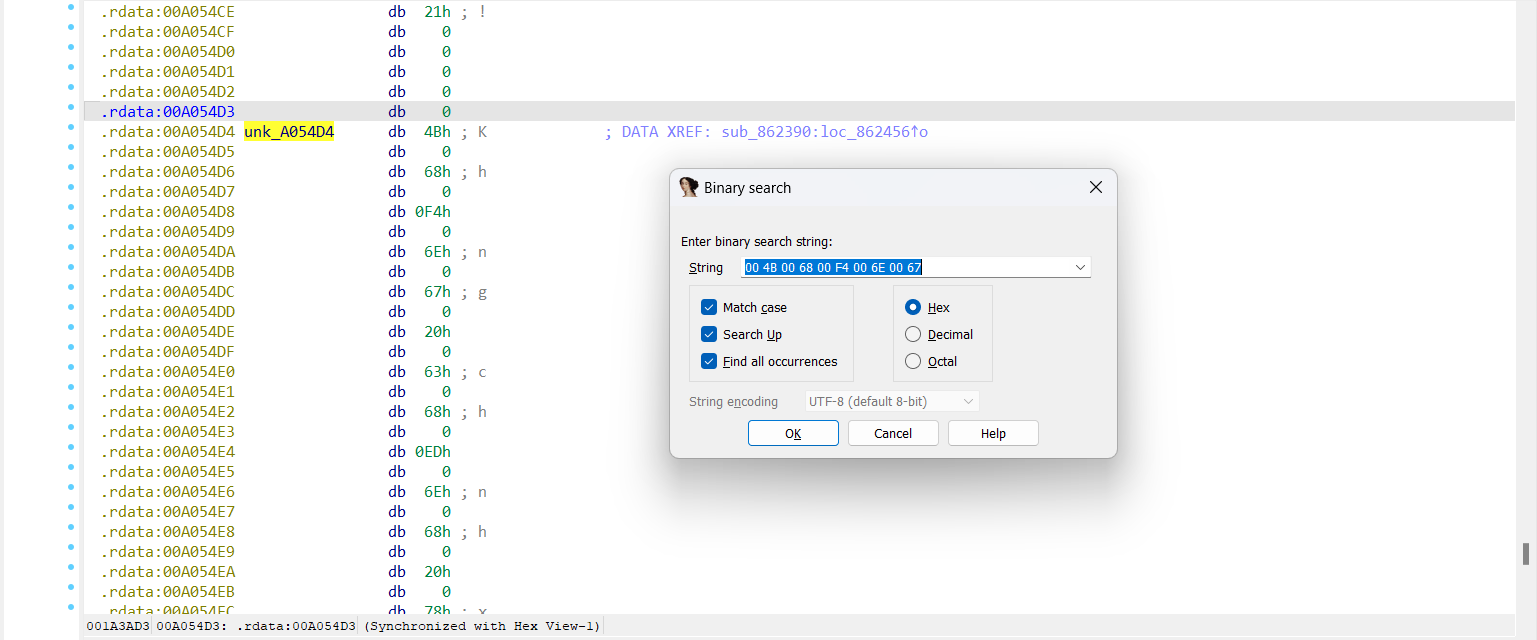 .rdata:00A054CE db 21h ; !
.rdata:00A054CF db 0
.rdata:00A054D0 db 0
.rdata:00A054D1 db 0
.rdata:00A054D2 db 0
.rdata:00A054D3 db 0
.rdata:00A054D4 unk_A054D4 db 4Bh ; K ; DATA XREF: sub_862390:loc_862456↑o
.rdata:00A054D5 db 0
.rdata:00A054D6 db 68h ; h
.rdata:00A054D7 db 0
.rdata:00A054D8 db 0F4h
.rdata:00A054D9 db 0
.rdata:00A054DA db 6Eh ; n
.rdata:00A054DB db 0
.rdata:00A054DC db 67h ; g
.rdata:00A054DD db 0
.rdata:00A054DE db 20h
.rdata:00A054DF db 0
.rdata:00A054E0 db 63h ; c
.rdata:00A054E1 db 0
.rdata:00A054E2 db 68h ; h
.rdata:00A054E3 db 0
.rdata:00A054E4 db 0EDh
.rdata:00A054E5 db 0
.rdata:00A054E6 db 6Eh ; n
.rdata:00A054E7 db 0
.rdata:00A054E8 db 68h ; h
.rdata:00A054E9 db 0
.rdata:00A054EA db 20h
.rdata:00A054EB db 0
.rdata:00A054EC db 78h ; x
001A3AD3 00A054D3: .rdata:00A054D3 (Synchronized with Hex View-1)
Binary search
Enter binary search string:
String 00 4B 00 68 00 F4 00 6E 00 67
Match case
Search Up
Find all occurrences
Hex
Decimal
Octal
String encoding UTF-8 (default 8-bit)
OK Cancel Help